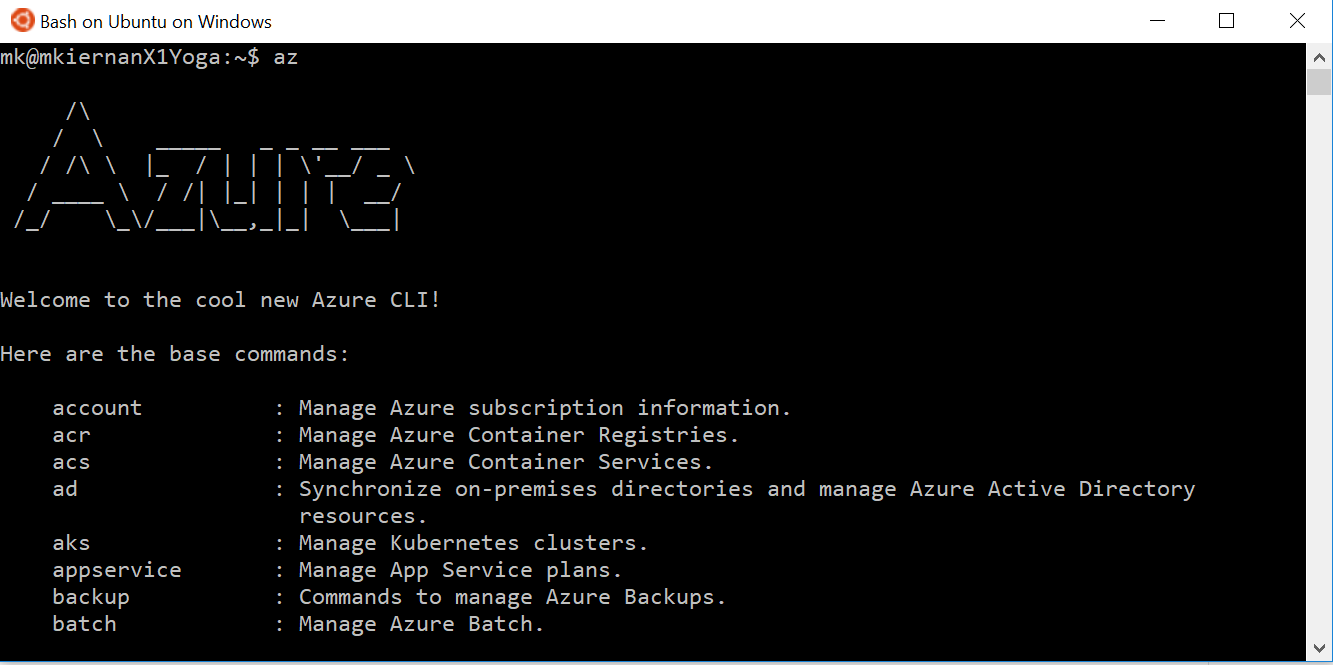 Bash on Ubuntu on Windows
mk@mkiernanX1Yoga:~$ az
     /\
    /  \    _____   _ _ __ ___
   / /\ \  |_  / | | | \'__/ _ \
  / ____ \  / /| |_| | | |  __/
 /_/    \_\/___|\__,_|_|  \___|
Welcome to the cool new Azure CLI!
Here are the base commands:
    account          : Manage Azure subscription information.
    acr              : Manage Azure Container Registries.
    acs              : Manage Azure Container Services.
    ad               : Synchronize on-premises directories and manage Azure Active Directory
                       resources.
    aks              : Manage Kubernetes clusters.
    appservice       : Manage App Service plans.
    backup           : Commands to manage Azure Backups.
    batch            : Manage Azure Batch.